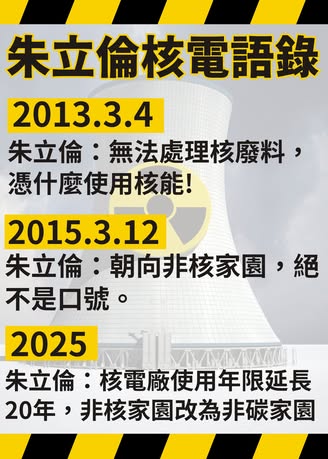 朱立倫核電語錄
2013.3.4
朱立倫：無法處理核廢料，
憑什麼使用核能!
2015.3.12
朱立倫：朝向非核家園，絕
不是口號。
2025
朱立倫：核電廠使用年限延長
20年，非核家園改為非碳家園